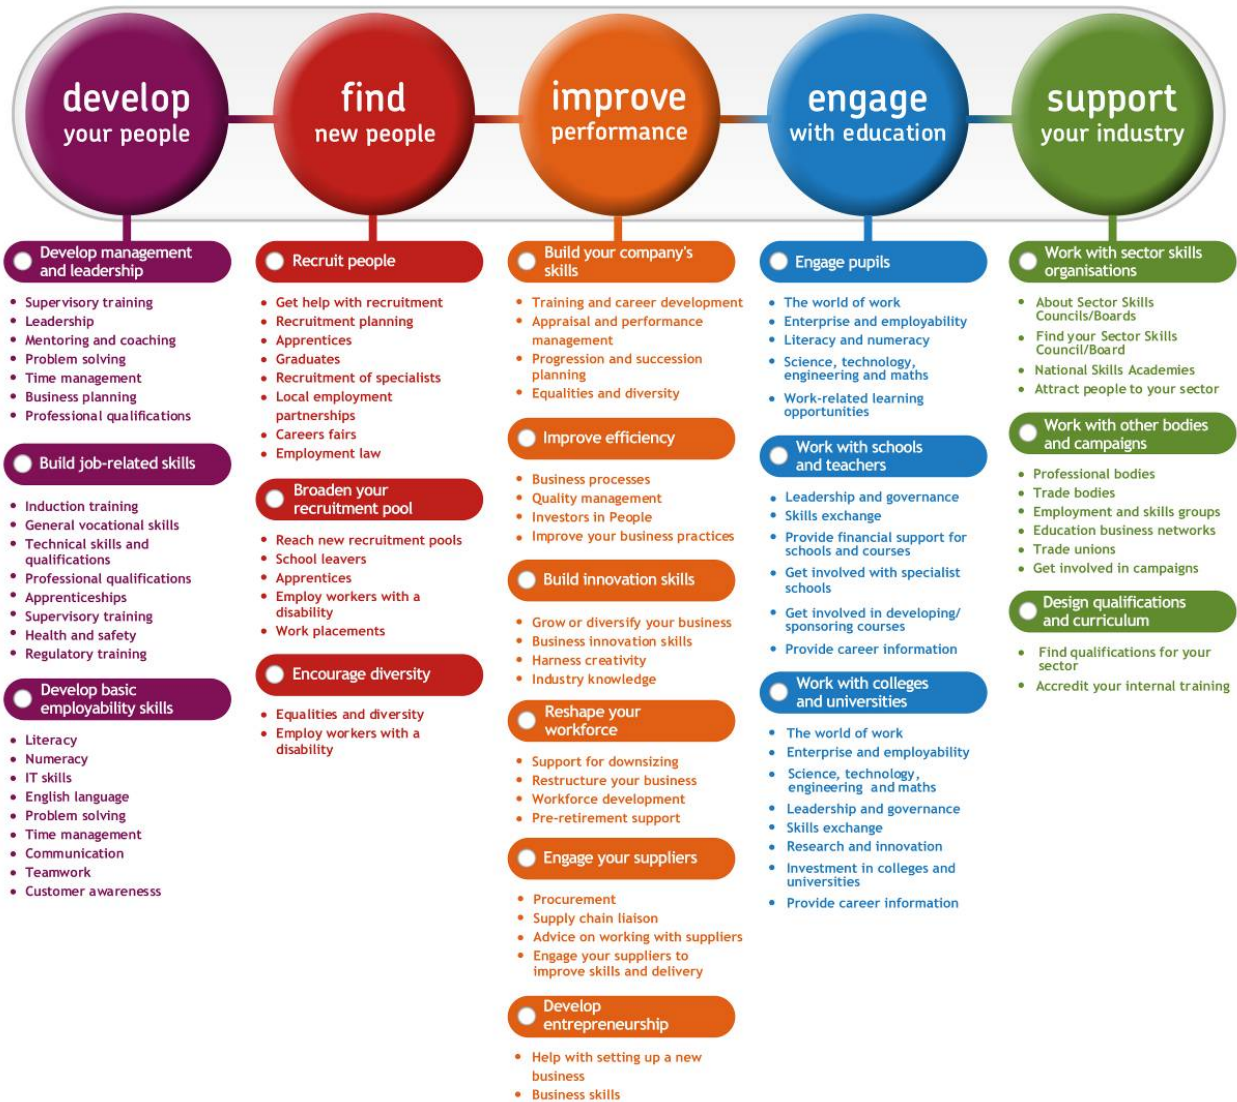 develop
your people
find
new people
improve
performance
engage
with education
support
your industry
Develop management
and leadership
• Supervisory training
• Leadership
• Mentoring and coaching
• Problem solving
• Time management
• Business planning
• Professional qualifications
Build job-related skills
• Induction training
• General vocational skills
• Technical skills and
qualifications
• Professional qualifications
• Apprenticeships
• Supervisory training
• Health and safety
• Regulatory training
Develop basic
employability skills
• Literacy
• Numeracy
• IT skills
• English language
• Problem solving
• Time management
• Communication
• Teamwork
• Customer awarenesss
Recruit people
• Get help with recruitment
• Recruitment planning
• Apprentices
• Graduates
• Recruitment of specialists
• Local employment
partnerships
• Careers fairs
• Employment law
Broaden your
recruitment pool
• Reach new recruitment pools
• School leavers
• Apprentices
• Employ workers with a
disability
• Work placements
Encourage diversity
• Equalities and diversity
• Employ workers with a
disability
Build your company's
skills
• Training and career development
• Appraisal and performance
management
• Progression and succession
planning
• Equalities and diversity
Improve efficiency
• Business processes
• Quality management
• Investors in People
• Improve your business practices
Build innovation skills
• Grow or diversify your business
• Business innovation skills
• Harness creativity
• Industry knowledge
Reshape your
workforce
• Support for downsizing
• Restructure your business
• Workforce development
• Pre-retirement support
Engage your suppliers
• Procurement
• Supply chain liaison
• Advice on working with suppliers
• Engage your suppliers to
improve skills and delivery
Develop
entrepreneurship
• Help with setting up a new
business
• Business skills
Engage pupils
• The world of work
• Enterprise and employability
• Literacy and numeracy
• Science, technology,
engineering and maths
• Work-related learning
opportunities
Work with schools
and teachers
• Leadership and governance
• Skills exchange
• Provide financial support for
schools and courses
• Get involved with specialist
schools
• Get involved in developing/
sponsoring courses
• Provide career information
Work with colleges
and universities
• The world of work
• Enterprise and employability
• Science, technology,
engineering and maths
• Leadership and governance
• Skills exchange
• Research and innovation
• Investment in colleges and
universities
• Provide career information
Work with sector skills
organisations
• About Sector Skills
Councils/Boards
• Find your Sector Skills
Council/Board
• National Skills Academies
• Attract people to your sector
Work with other bodies
and campaigns
• Professional bodies
• Trade bodies
• Employment and skills groups
• Education business networks
• Trade unions
• Get involved in campaigns
Design qualifications
and curriculum
• Find qualifications for your
sector
• Accredit your internal training